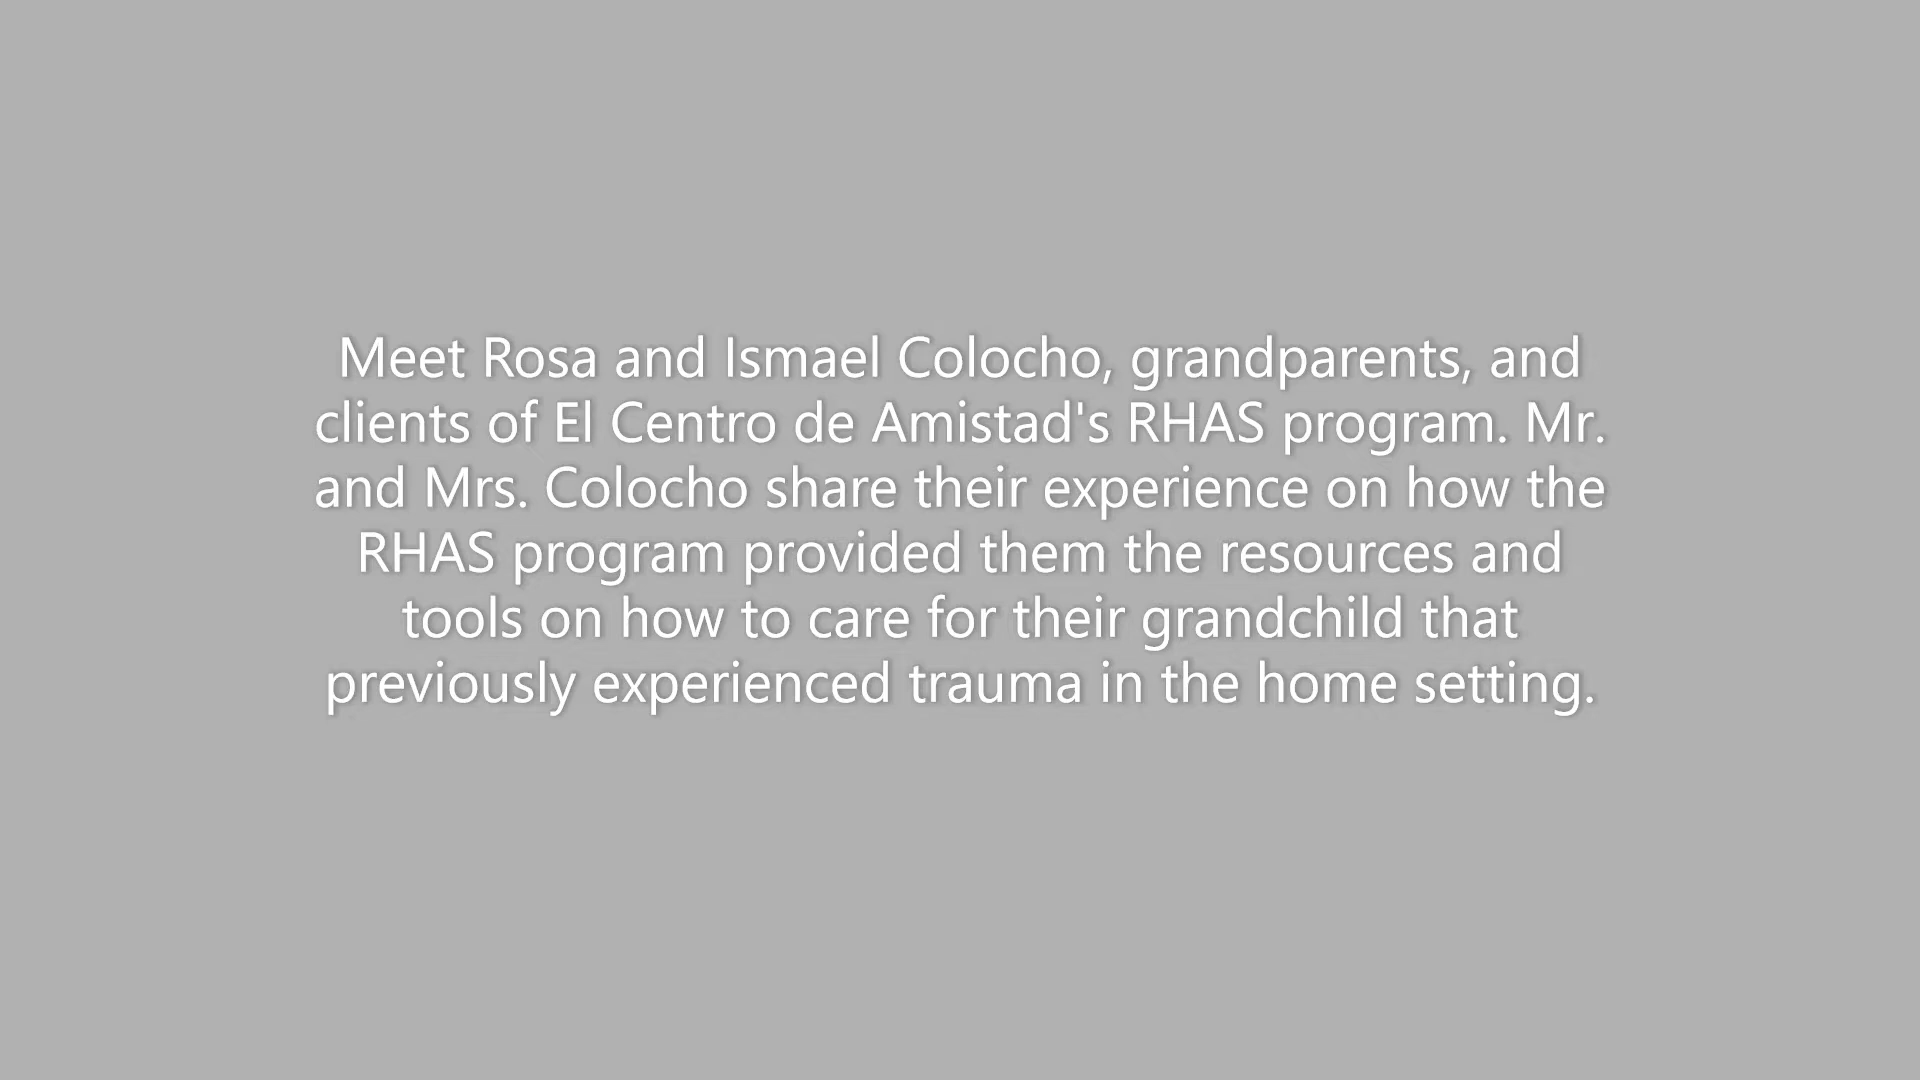 Meet Rosa and Ismael Colocho, grandparents, and
clients of El Centro de Amistad's RHAS program. Mr.
and Mrs. Colocho share their experience on how the
RHAS program provided them the resources and
tools on how to care for their grandchild that
previously experienced trauma in the home setting.